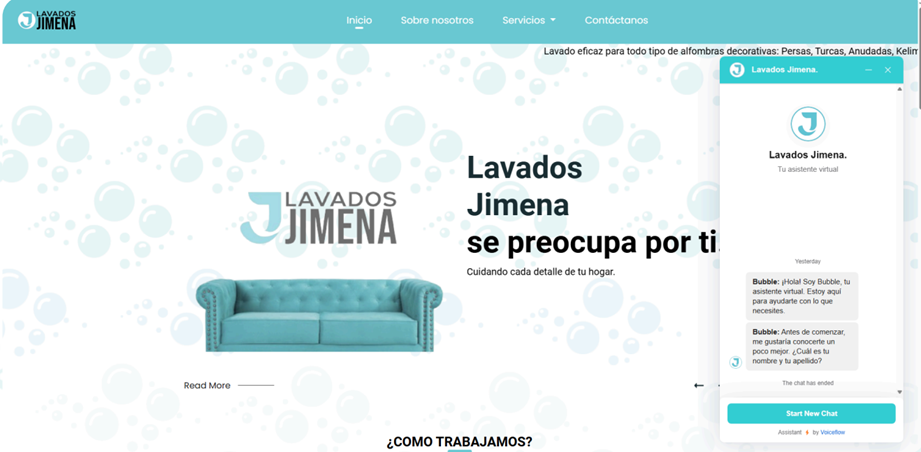 LAVADOS
JIMENA
Inicio Sobre nosotros Servicios Contáctanos
Lavado eficaz para todo tipo de alfombras decorativas: Persas, Turcas, Anudadas, Kelim
LAVADOS
JIMENA
Lavados
Jimena
se preocupa por ti.
Cuidando cada detalle de tu hogar.
Read More
¿COMO TRABAJAMOS?
Lavados Jimena.
Lavados Jimena.
Tu asistente virtual
Yesterday
Bubble: ¡Hola! Soy Bubble, tu
asistente virtual. Estoy aquí
para ayudarte con lo que
necesites.
Bubble: Antes de comenzar,
me gustaría conocerte un
poco mejor. ¿Cuál es tu
nombre y tu apellido?
The chat has ended
Start New Chat
Assistant by Voiceflow